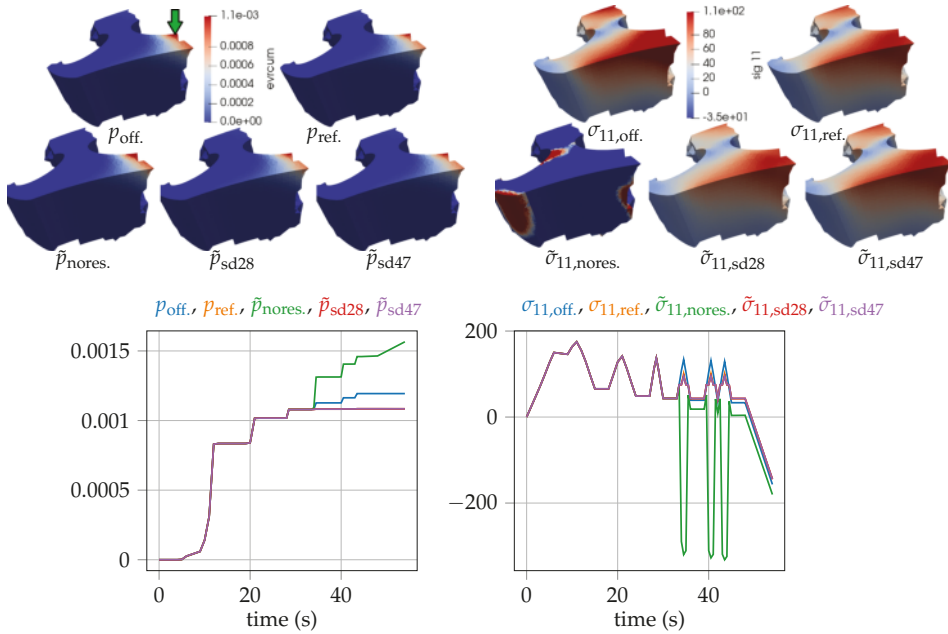 1.1e-03
0.0008
0.0006
0.0004
0.0002
0.0e+00
evrcum
p_off.
p_ref.
p̃_nores.
p̃_sd28
p̃_sd47
1.1e+02
80
60
40
20
0
-3.5e+01
sig 11
σ_11,off.
σ_11,ref.
σ̃_11,nores.
σ̃_11,sd28
σ̃_11,sd47
p_off., p_ref., p̃_nores., p̃_sd28, p̃_sd47
0.0015
0.001
0.0005
0
0 20 40
time (s)
σ_11,off., σ_11,ref., σ̃_11,nores., σ̃_11,sd28, σ̃_11,sd47
200
0
−200
0 20 40
time (s)